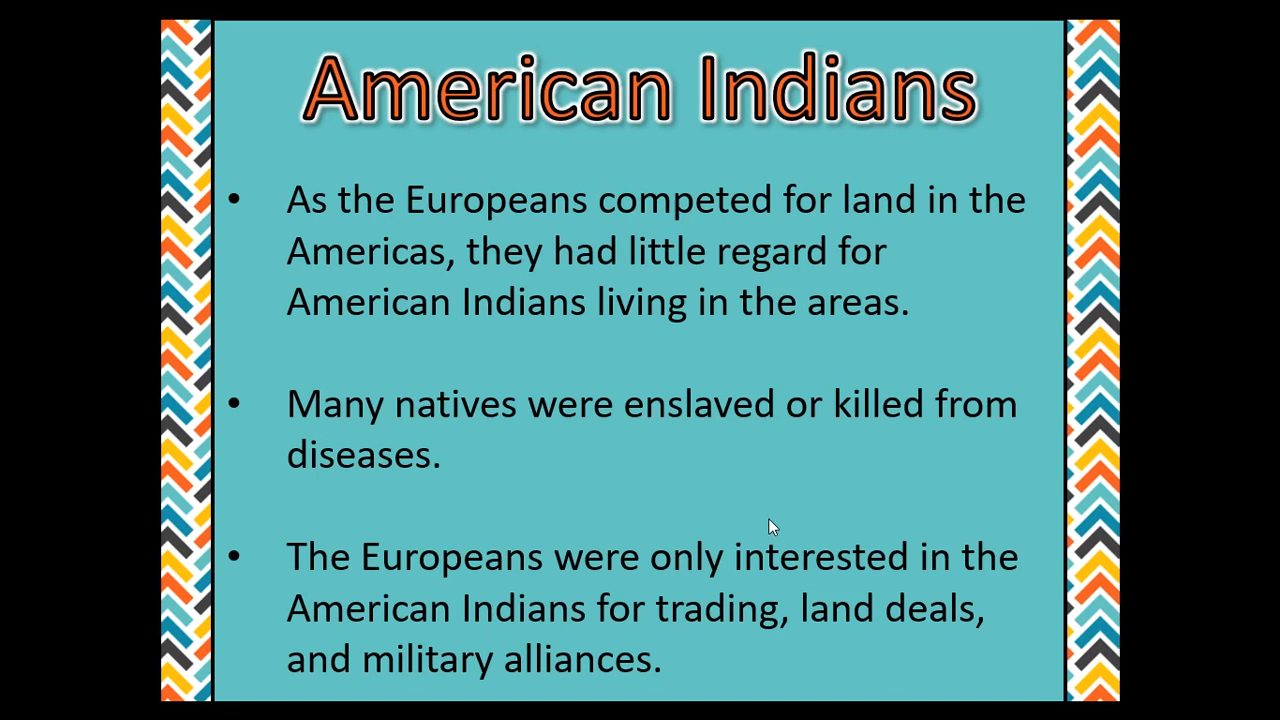 American Indians
• As the Europeans competed for land in the
Americas, they had little regard for
American Indians living in the areas.
• Many natives were enslaved or killed from
diseases.
• The Europeans were only interested in the
American Indians for trading, land deals,
and military alliances.